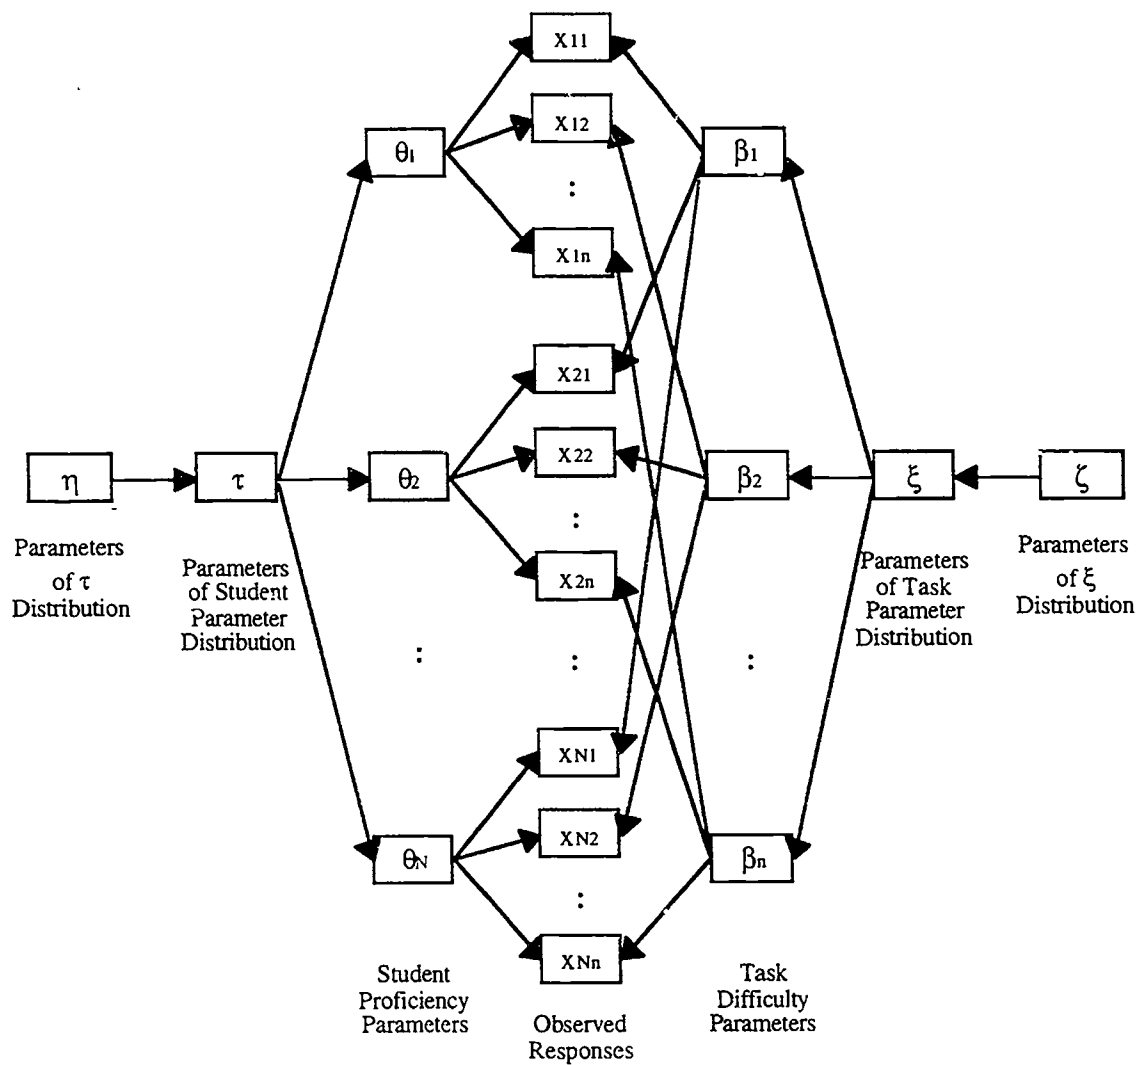 X11
X12
θ1
β1
:
X1n
X21
X22
η
τ
θ2
β2
ξ
ζ
:
Parameters
of τ
Distribution
Parameters
of Student
Parameter
Distribution
X2n
Parameters
of Task
Parameter
Distribution
Parameters
of ξ
Distribution
:
:
:
XN1
XN2
θN
βn
:
XNn
Student
Proficiency
Parameters
Observed
Responses
Task
Difficulty
Parameters